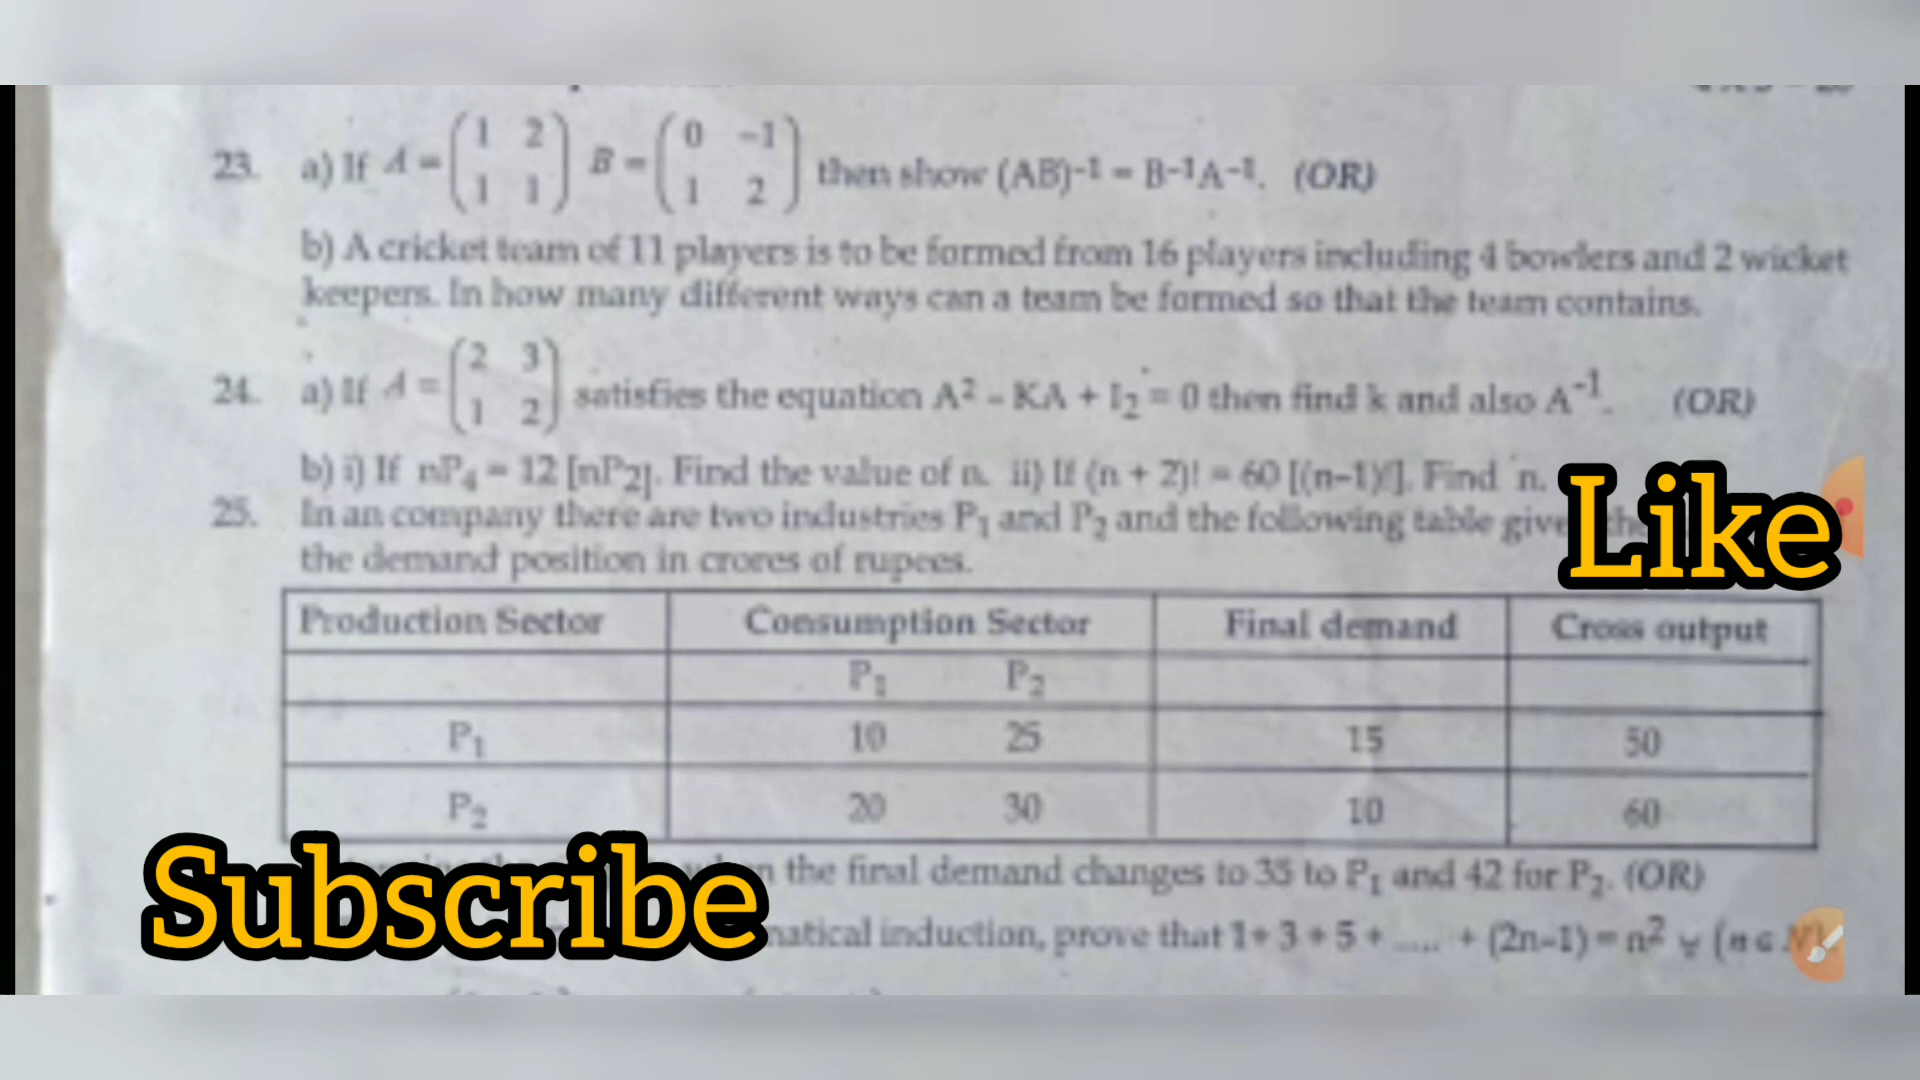 23. a) If A = (1 2 1 1) B = (0 -1 1 2) then show (AB)-1 = B-1A-1. (OR)
b) A cricket team of 11 players is to be formed from 16 players including 4 bowlers and 2 wicket
keepers. In how many different ways can a team be formed so that the team contains.
24. a) If A = (2 3 1 2) satisfies the equation A² - KA + I₂ = 0 then find k and also A⁻¹. (OR)
b) i) If nP₄ = 12 [nP₂]. Find the value of n. ii) If (n + 2)! = 60 [(n-1)!]. Find n.
Like
25. In an company there are two industries P₁ and P₂ and the following table give
the demand position in crores of rupees.
Production Sector Consumption Sector Final demand Cross output
P₁ P₂
P₁ 10 25 15 50
P₂ 20 30 10 60
Subscribe
the final demand changes to 35 to P₁ and 42 for P₂. (OR)
induction, prove that 1+ 3 + 5 + ..... + (2n-1) = n² ∀ (n ∈ N)